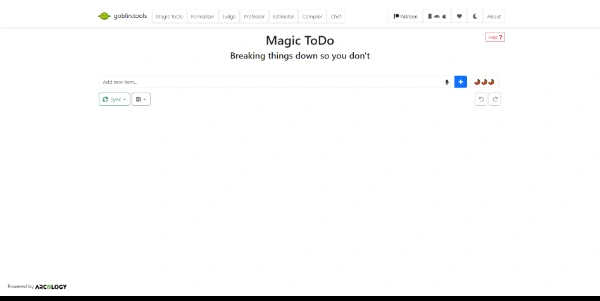 goblin.tools Magic ToDo Formalizer Judge Professor Estimator Compiler Chef Patreon About
Magic ToDo
Help ?
Breaking things down so you don't
Add new item...
Sync
Powered by ARCOLOGY